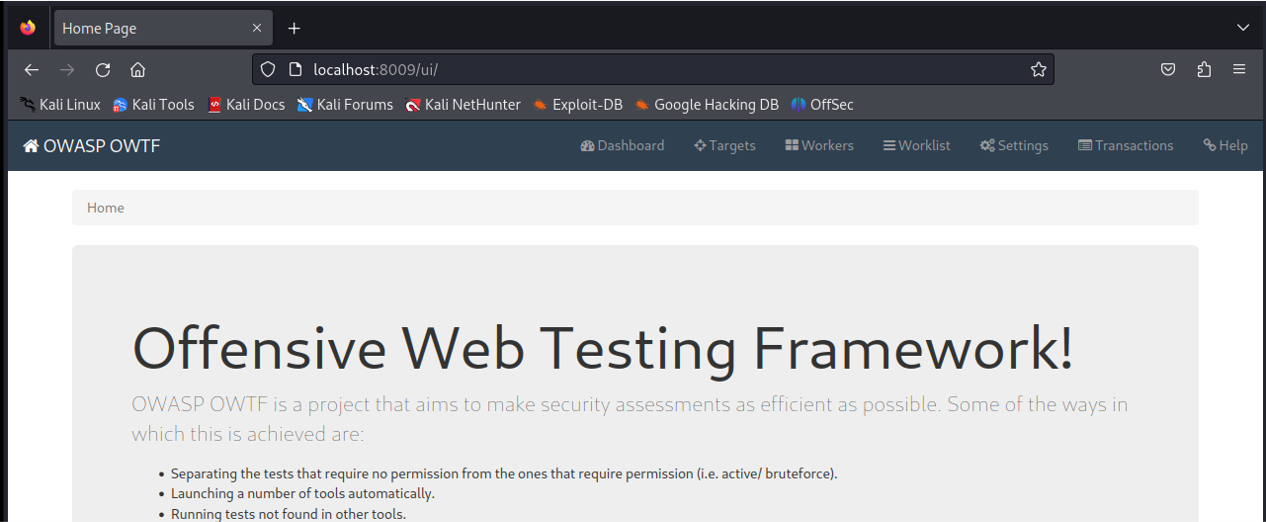 Home Page
localhost:8009/ui/
Kali Linux Kali Tools Kali Docs Kali Forums Kali NetHunter Exploit-DB Google Hacking DB OffSec
OWASP OWTF Dashboard Targets Workers Worklist Settings Transactions Help
Home
Offensive Web Testing Framework!
OWASP OWTF is a project that aims to make security assessments as efficient as possible. Some of the ways in
which this is achieved are:
• Separating the tests that require no permission from the ones that require permission (i.e. active/ bruteforce).
• Launching a number of tools automatically.
• Running tests not found in other tools.